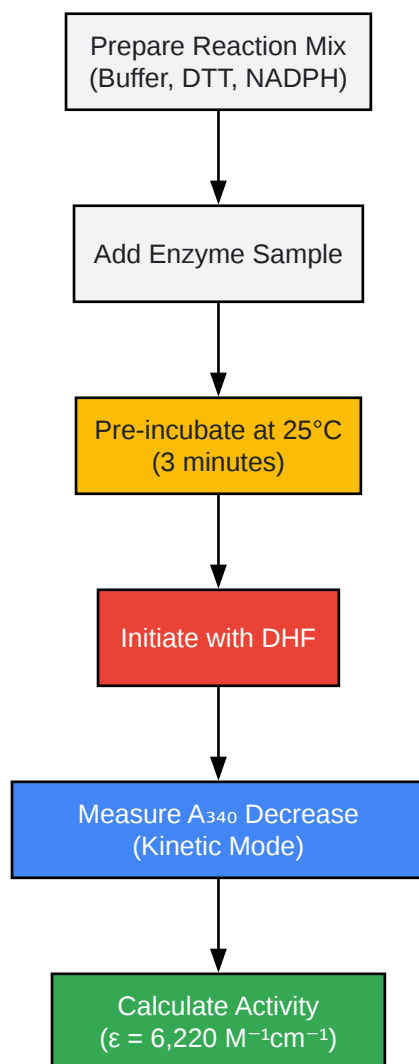 Prepare Reaction Mix
(Buffer, DTT, NADPH)
Add Enzyme Sample
Pre-incubate at 25°C
(3 minutes)
Initiate with DHF
Measure A₃₄₀ Decrease
(Kinetic Mode)
Calculate Activity
(ε = 6,220 M⁻¹cm⁻¹)